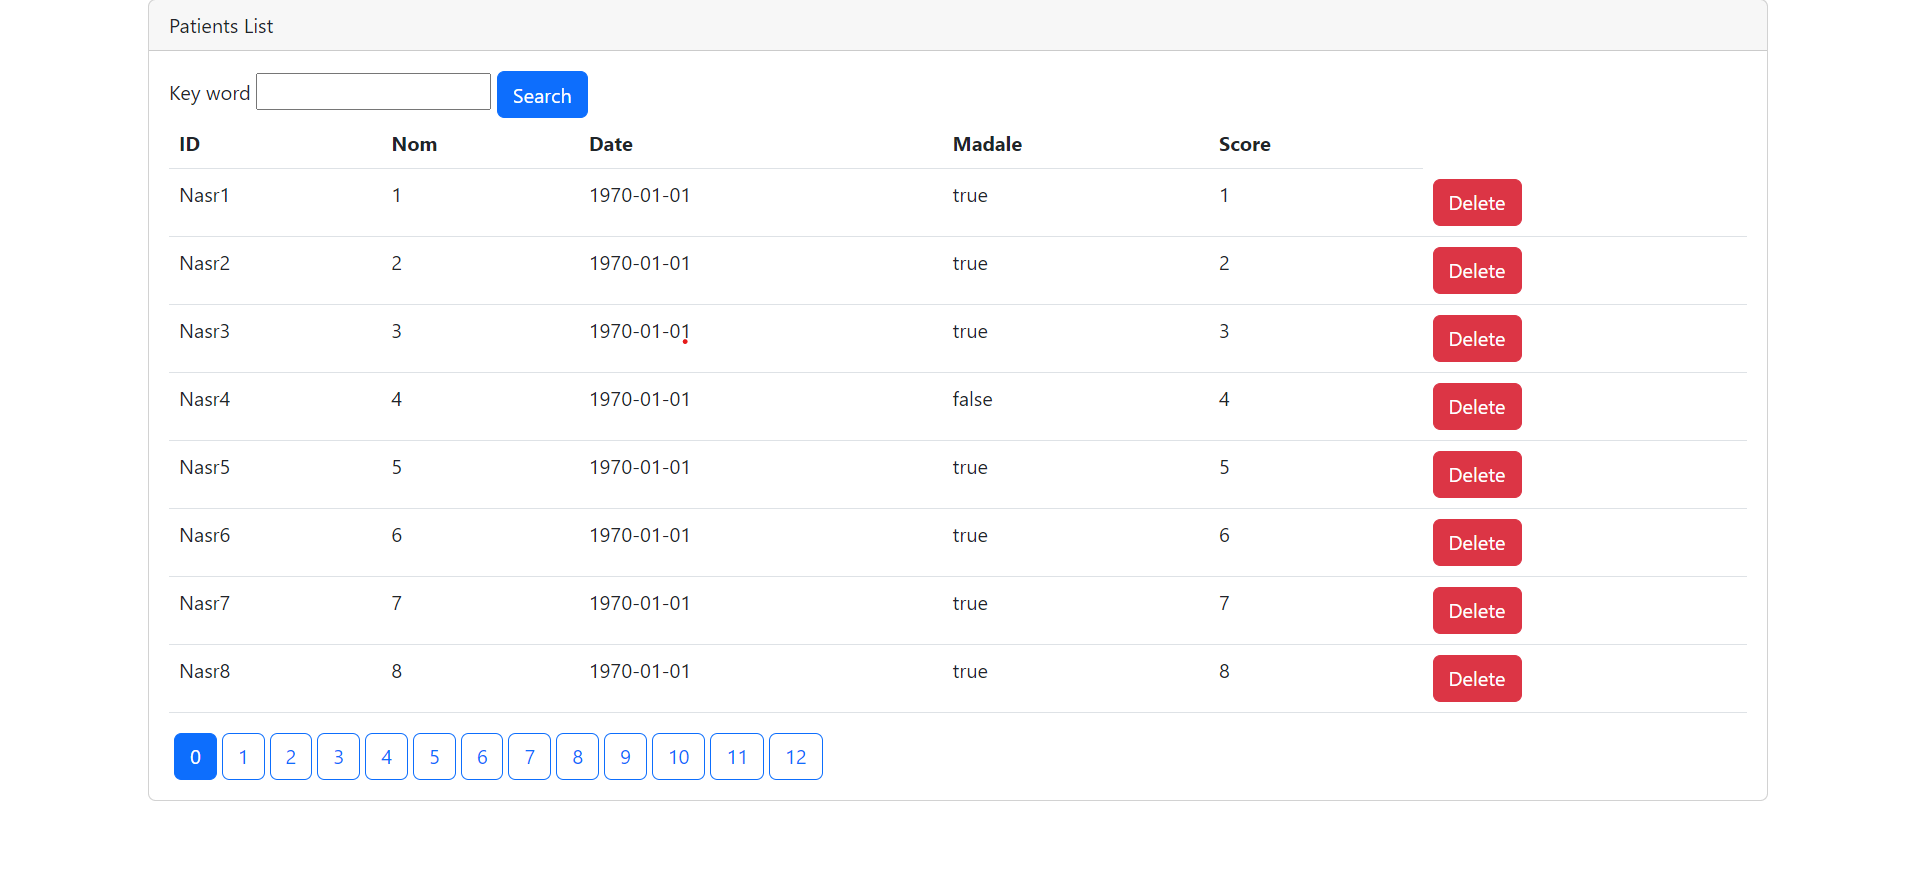 Patients List
Key word Search
ID Nom Date Madale Score
Nasr1 1 1970-01-01 true 1 Delete
Nasr2 2 1970-01-01 true 2 Delete
Nasr3 3 1970-01-01 true 3 Delete
Nasr4 4 1970-01-01 false 4 Delete
Nasr5 5 1970-01-01 true 5 Delete
Nasr6 6 1970-01-01 true 6 Delete
Nasr7 7 1970-01-01 true 7 Delete
Nasr8 8 1970-01-01 true 8 Delete
0 1 2 3 4 5 6 7 8 9 10 11 12